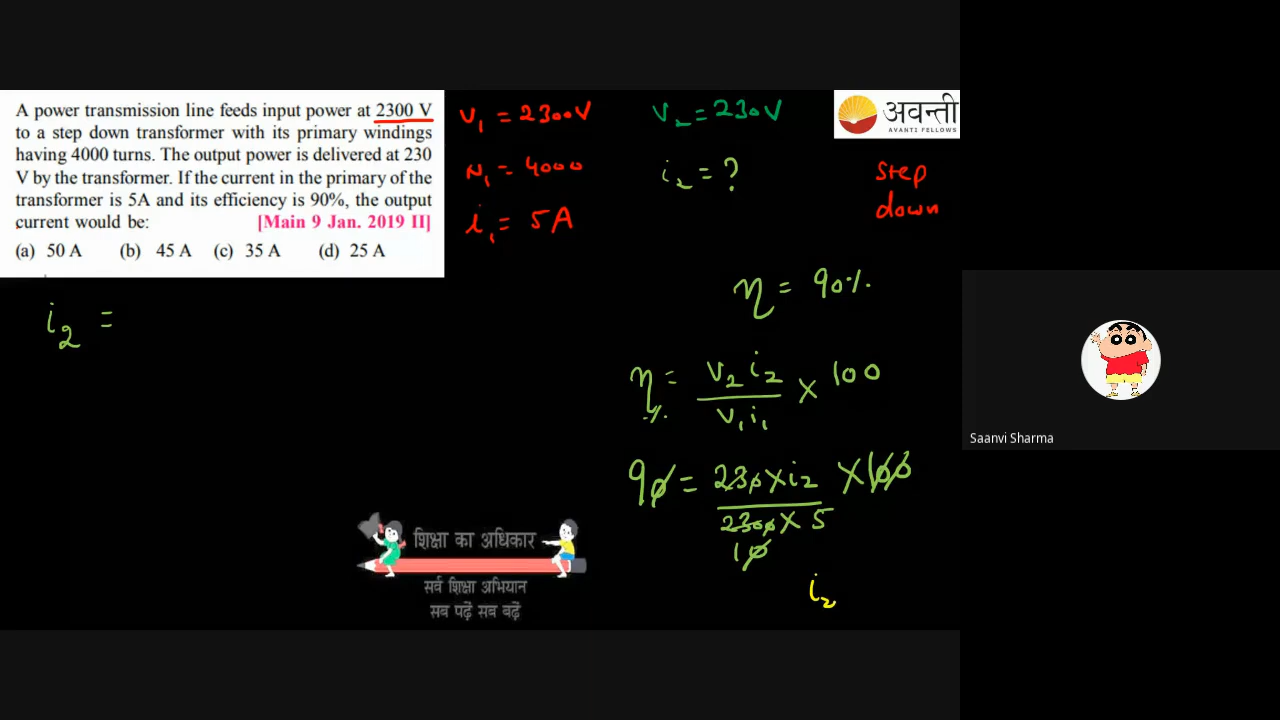 A power transmission line feeds input power at 2300 V
to a step down transformer with its primary windings
having 4000 turns. The output power is delivered at 230
V by the transformer. If the current in the primary of the
transformer is 5A and its efficiency is 90%, the output
current would be: [Main 9 Jan. 2019 II]
(a) 50 A (b) 45 A (c) 35 A (d) 25 A
V₁ = 2300V
N₁ = 4000
i₁ = 5A
V₂ = 230V
i₂ = ?
अवन्ती
AVANTI FELLOWS
step
down
η = 90%
i₂ =
η% = V₂ i₂ / V₁ i₁ × 100
90 = 230 × i₂ / 2300 × 5 × 100
10
i₂
शिक्षा का अधिकार
सर्व शिक्षा अभियान
सब पढ़ें सब बढ़ें
Saanvi Sharma